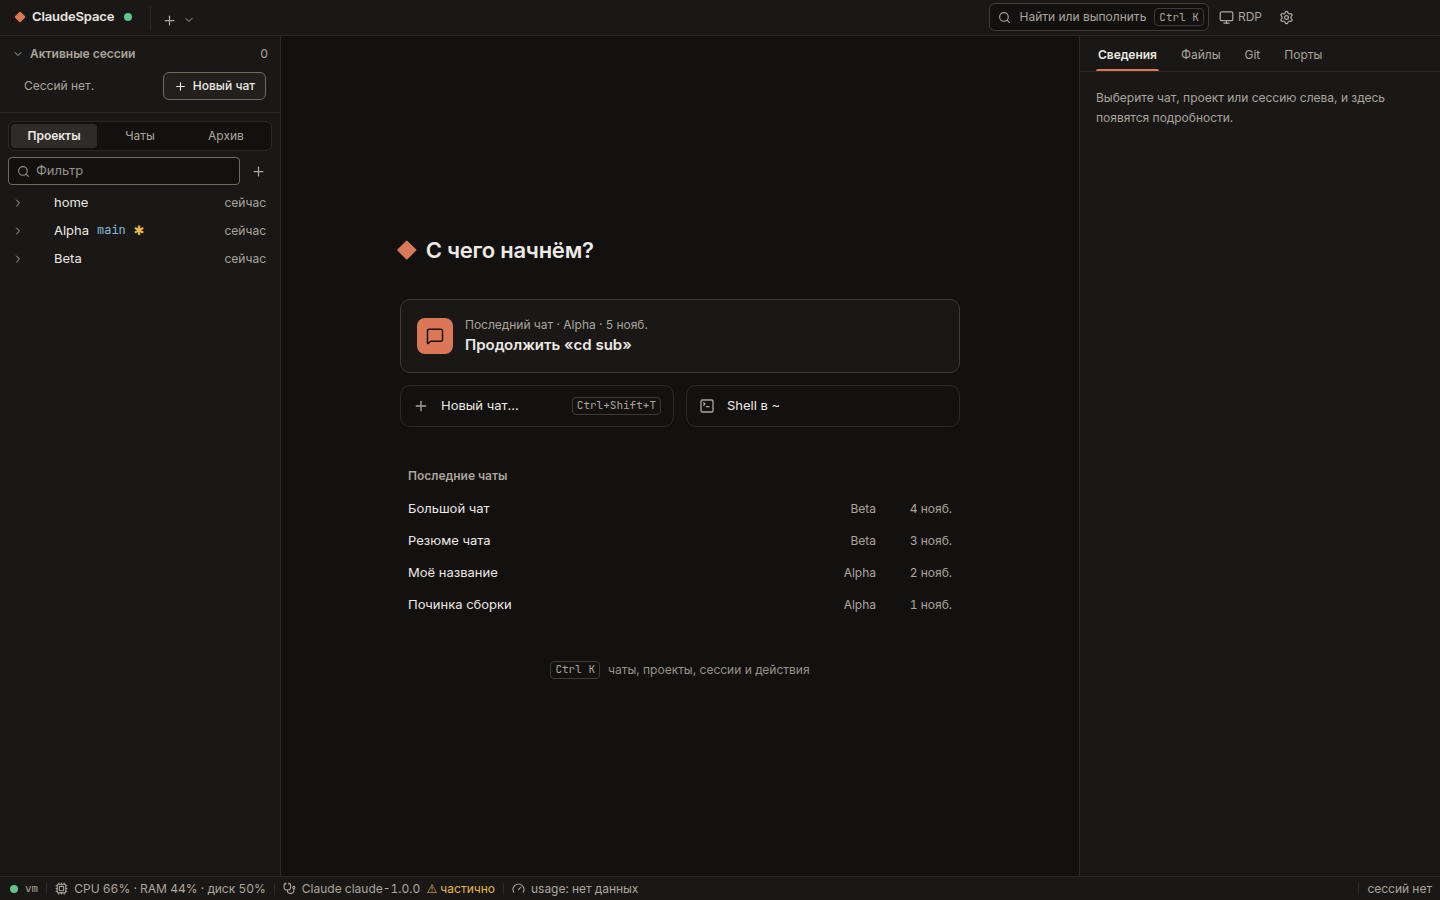 ClaudeSpace
Найти или выполнить Ctrl K RDP
Активные сессии 0
Сессий нет. Новый чат
Проекты Чаты Архив
Фильтр
home сейчас
Alpha main ✱ сейчас
Beta сейчас
С чего начнём?
Последний чат · Alpha · 5 нояб.
Продолжить «cd sub»
Новый чат... Ctrl+Shift+T
Shell в ~
Последние чаты
Большой чат Beta 4 нояб.
Резюме чата Beta 3 нояб.
Моё название Alpha 2 нояб.
Починка сборки Alpha 1 нояб.
Ctrl K чаты, проекты, сессии и действия
Сведения Файлы Git Порты
Выберите чат, проект или сессию слева, и здесь
появятся подробности.
vm CPU 66% · RAM 44% · диск 50% Claude claude-1.0.0 ⚠ частично usage: нет данных сессий нет